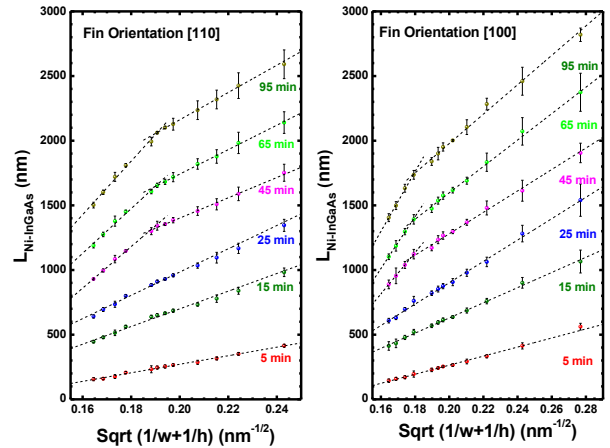 Fin Orientation [110]
95 min
65 min
45 min
25 min
15 min
5 min
3000
2500
2000
1500
1000
500
0
0.16 0.18 0.20 0.22 0.24
L Ni-InGaAs (nm)
Sqrt (1/w+1/h) (nm-1/2)
Fin Orientation [100]
95 min
65 min
45 min
25 min
15 min
5 min
3000
2500
2000
1500
1000
500
0
0.16 0.18 0.20 0.22 0.24 0.26 0.28
L Ni-InGaAs (nm)
Sqrt (1/w+1/h) (nm-1/2)